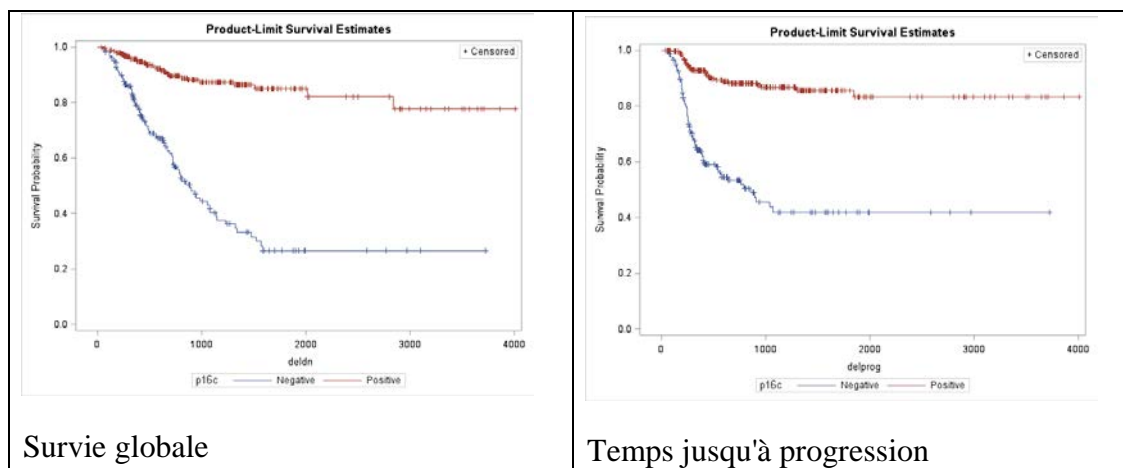 Product-Limit Survival Estimates
+ Censored
1.0
0.8
0.6
0.4
0.2
0.0
Survival Probability
0
1000
2000
3000
4000
deldn
p16c
Negative
Positive
Survie globale
Product-Limit Survival Estimates
+ Censored
1.0
0.8
0.6
0.4
0.2
0.0
Survival Probability
0
1000
2000
3000
4000
delprog
p16c
Negative
Positive
Temps jusqu'à progression